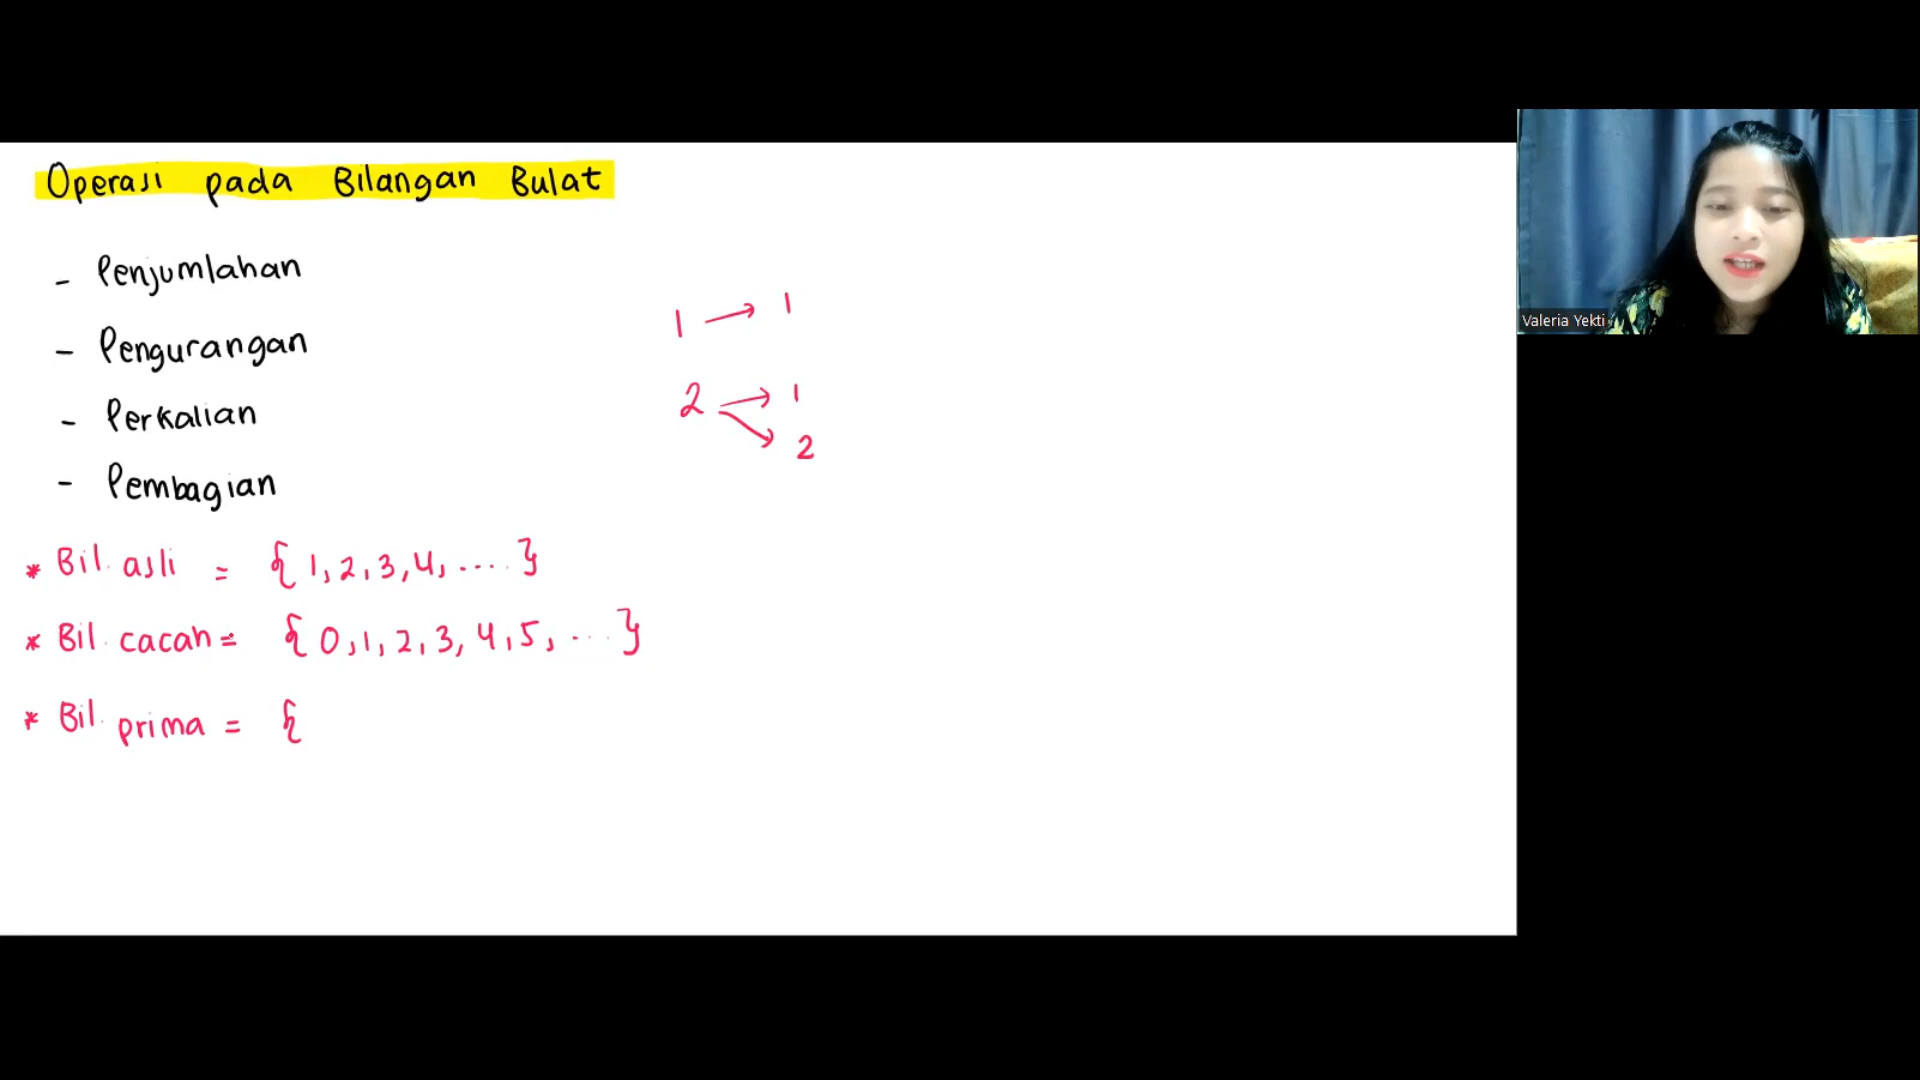 Operasi pada Bilangan Bulat
- Penjumlahan
- Pengurangan
- Perkalian
- Pembagian
* Bil. asli = { 1, 2, 3, 4, .... }
* Bil. cacah = { 0, 1, 2, 3, 4, 5, ... }
* Bil. prima = {
1 → 1
2 → 1
→ 2
Valeria Yekti